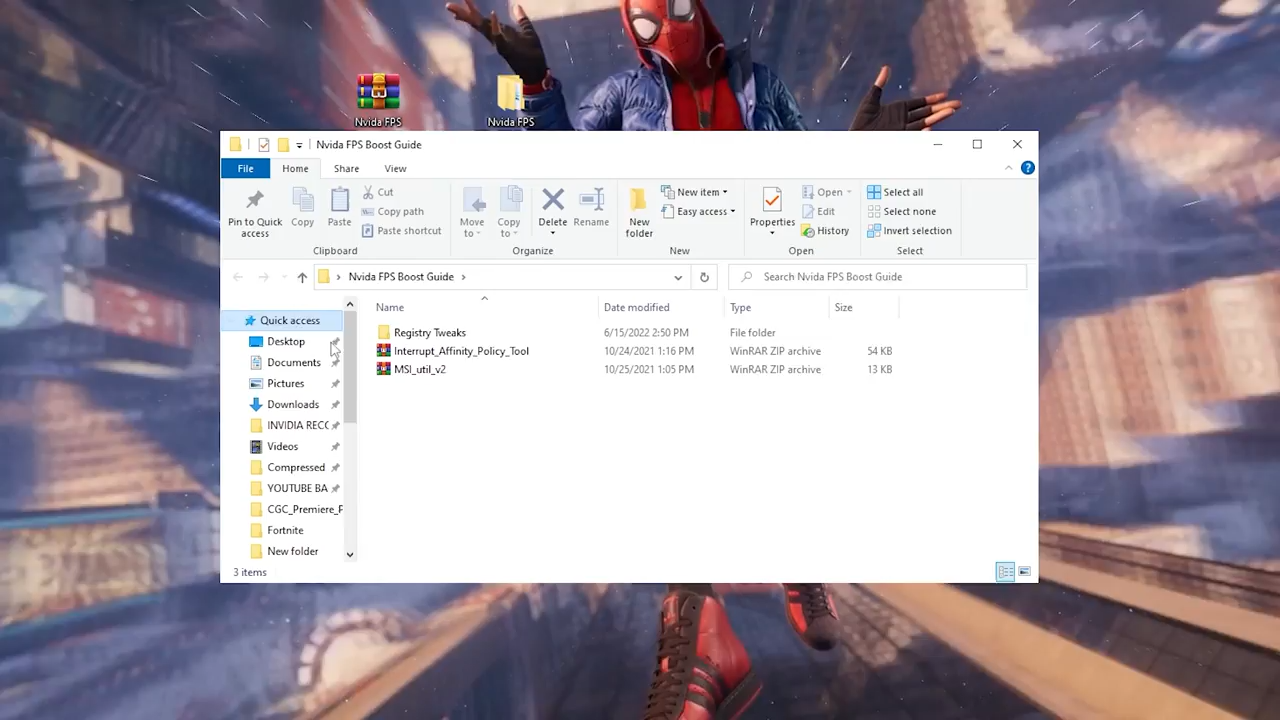 Nvida FPS
Nvida FPS
Nvida FPS Boost Guide
File
Home
Share
View
Pin to Quick access
Copy
Paste
Cut
Copy path
Paste shortcut
Clipboard
Move to
Copy to
Delete
Rename
Organize
New folder
New item
Easy access
New
Properties
Open
Edit
History
Open
Select all
Select none
Invert selection
Select
Nvida FPS Boost Guide
Search Nvida FPS Boost Guide
Name
Date modified
Type
Size
Quick access
Desktop
Documents
Pictures
Downloads
INVIDIA RECC
Videos
Compressed
YOUTUBE BA
CGC_Premiere_F
Fortnite
New folder
Registry Tweaks 6/15/2022 2:50 PM File folder
Interrupt_Affinity_Policy_Tool 10/24/2021 1:16 PM WinRAR ZIP archive 54 KB
MSI_util_v2 10/25/2021 1:05 PM WinRAR ZIP archive 13 KB
3 items